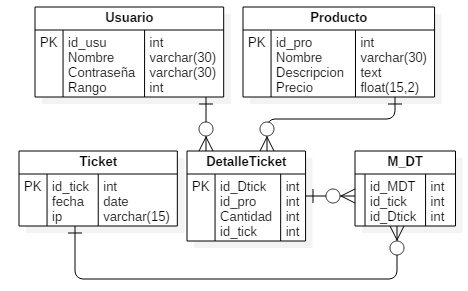 Usuario
PK id_usu int
Nombre varchar(30)
Contraseña varchar(30)
Rango int
Producto
PK id_pro int
Nombre varchar(30)
Descripcion text
Precio float(15,2)
Ticket
PK id_tick int
fecha date
ip varchar(15)
DetalleTicket
PK id_Dtick int
id_pro int
Cantidad int
id_tick int
M_DT
id_MDT int
id_tick int
id_Dtick int